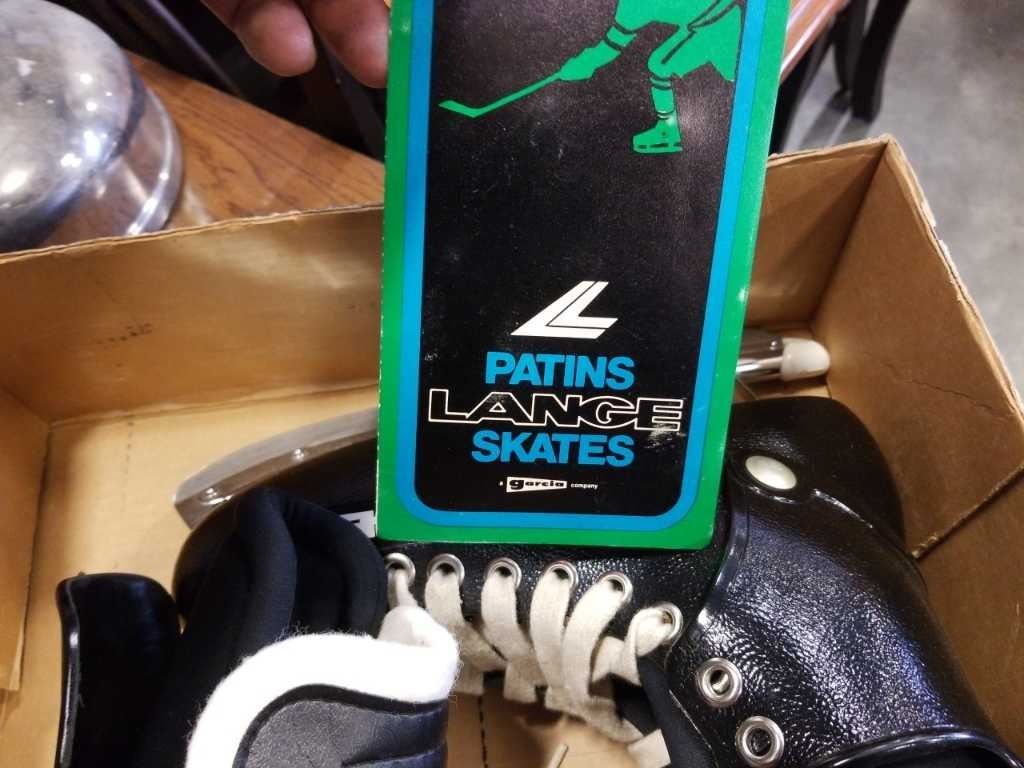 PATINS
LANGE
SKATES
a garcia company